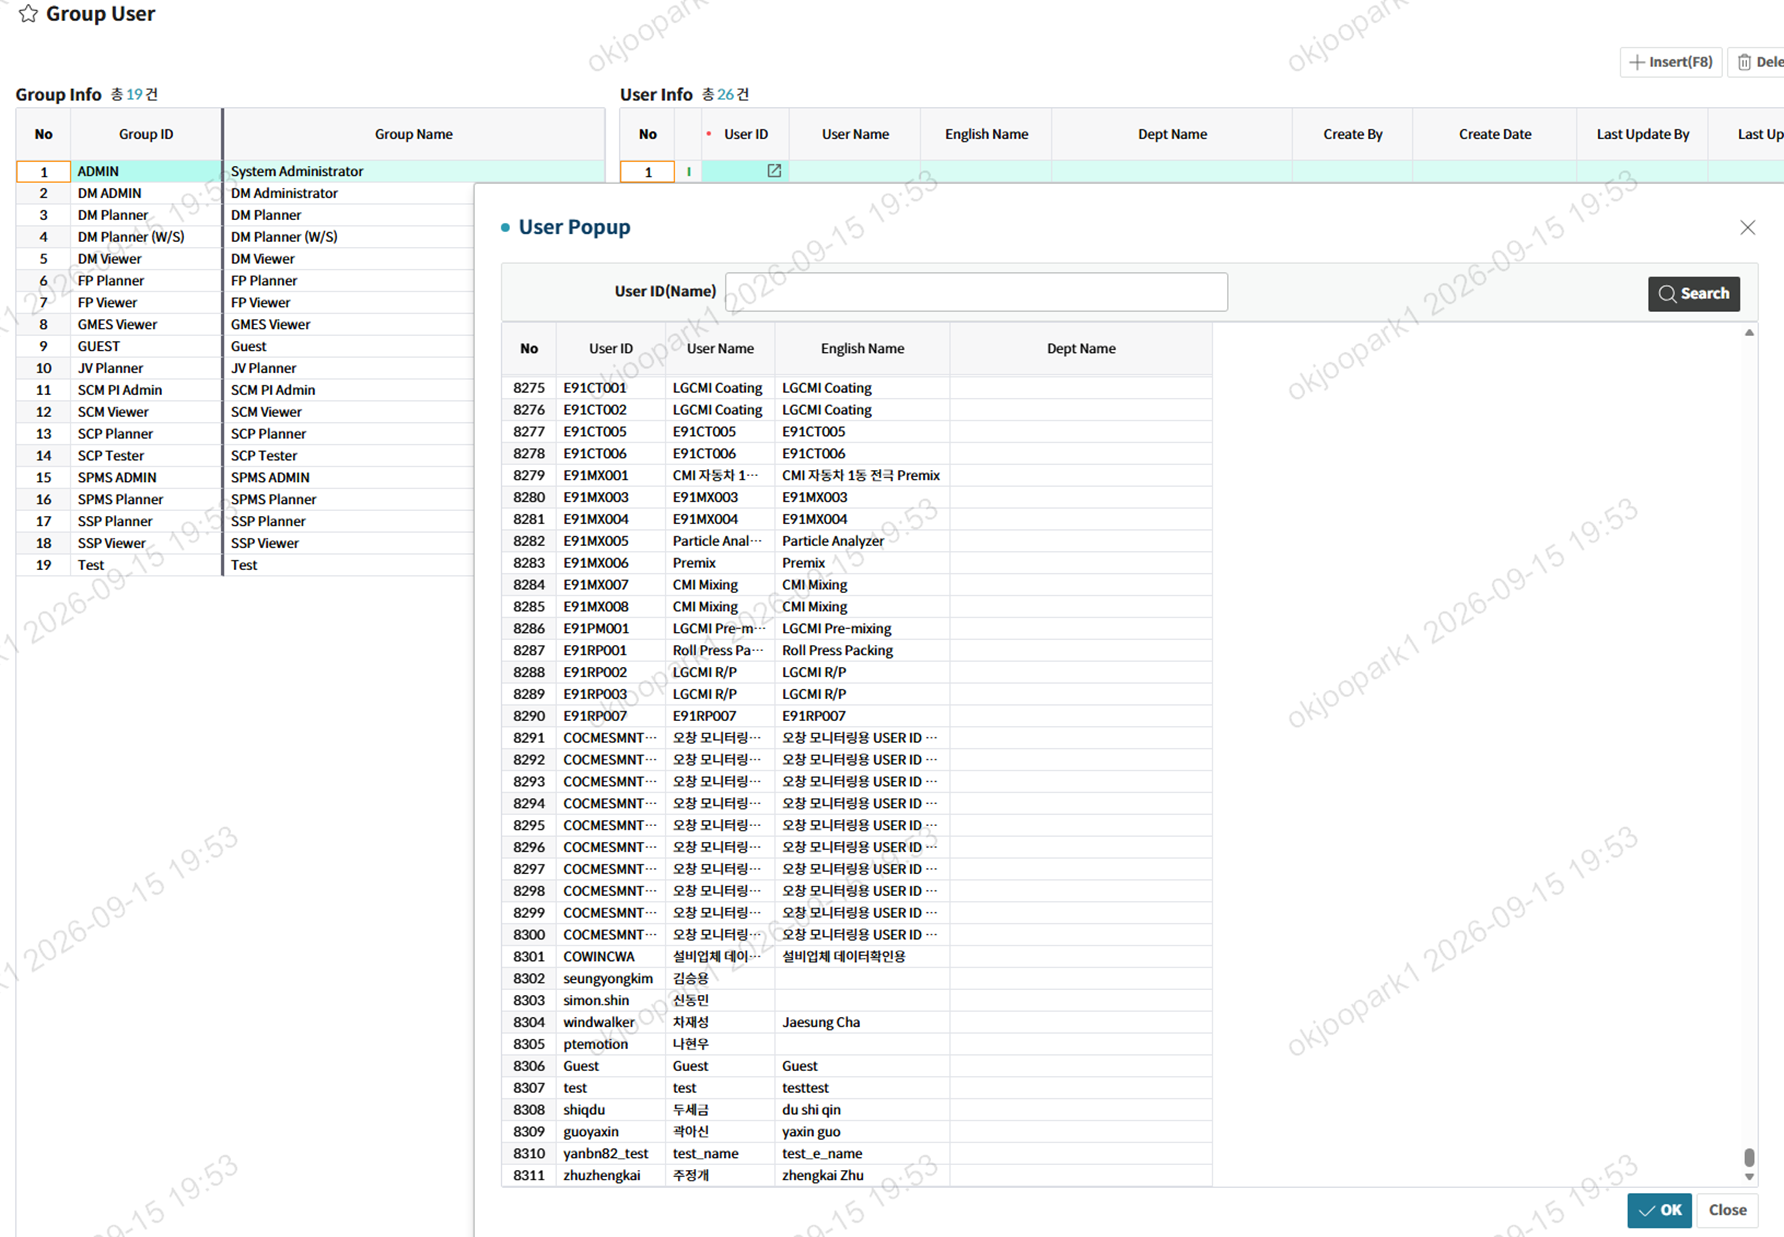 Group User
Insert(F8) Dele
Group Info 총 19 건
User Info 총 26 건
No Group ID Group Name
No User ID User Name English Name Dept Name Create By Create Date Last Update By Last Up
1 ADMIN System Administrator
1 I
2 DM ADMIN DM Administrator
3 DM Planner DM Planner
4 DM Planner (W/S) DM Planner (W/S)
5 DM Viewer DM Viewer
6 FP Planner FP Planner
7 FP Viewer FP Viewer
8 GMES Viewer GMES Viewer
9 GUEST Guest
10 JV Planner JV Planner
11 SCM PI Admin SCM PI Admin
12 SCM Viewer SCM Viewer
13 SCP Planner SCP Planner
14 SCP Tester SCP Tester
15 SPMS ADMIN SPMS ADMIN
16 SPMS Planner SPMS Planner
17 SSP Planner SSP Planner
18 SSP Viewer SSP Viewer
19 Test Test
User Popup
User ID(Name)
Search
No User ID User Name English Name Dept Name
8275 E91CT001 LGCMI Coating LGCMI Coating
8276 E91CT002 LGCMI Coating LGCMI Coating
8277 E91CT005 E91CT005 E91CT005
8278 E91CT006 E91CT006 E91CT006
8279 E91MX001 CMI 자동차 1··· CMI 자동차 1동 전극 Premix
8280 E91MX003 E91MX003 E91MX003
8281 E91MX004 E91MX004 E91MX004
8282 E91MX005 Particle Anal··· Particle Analyzer
8283 E91MX006 Premix Premix
8284 E91MX007 CMI Mixing CMI Mixing
8285 E91MX008 CMI Mixing CMI Mixing
8286 E91PM001 LGCMI Pre-m··· LGCMI Pre-mixing
8287 E91RP001 Roll Press Pa··· Roll Press Packing
8288 E91RP002 LGCMI R/P LGCMI R/P
8289 E91RP003 LGCMI R/P LGCMI R/P
8290 E91RP007 E91RP007 E91RP007
8291 COCMESMNT··· 오창 모니터링··· 오창 모니터링용 USER ID ···
8292 COCMESMNT··· 오창 모니터링··· 오창 모니터링용 USER ID ···
8293 COCMESMNT··· 오창 모니터링··· 오창 모니터링용 USER ID ···
8294 COCMESMNT··· 오창 모니터링··· 오창 모니터링용 USER ID ···
8295 COCMESMNT··· 오창 모니터링··· 오창 모니터링용 USER ID ···
8296 COCMESMNT··· 오창 모니터링··· 오창 모니터링용 USER ID ···
8297 COCMESMNT··· 오창 모니터링··· 오창 모니터링용 USER ID ···
8298 COCMESMNT··· 오창 모니터링··· 오창 모니터링용 USER ID ···
8299 COCMESMNT··· 오창 모니터링··· 오창 모니터링용 USER ID ···
8300 COCMESMNT··· 오창 모니터링··· 오창 모니터링용 USER ID ···
8301 COWINCWA 설비업체 데이··· 설비업체 데이터확인용
8302 seungyongkim 김승용
8303 simon.shin 신동민
8304 windwalker 차재성 Jaesung Cha
8305 ptemotion 나현우
8306 Guest Guest Guest
8307 test test testtest
8308 shiqdu 두세금 du shi qin
8309 guoyaxin 곽아신 yaxin guo
8310 yanbn82_test test_name test_e_name
8311 zhuzhengkai 주정개 zhengkai Zhu
OK Close
okjoopark1 2026-09-15 19:53